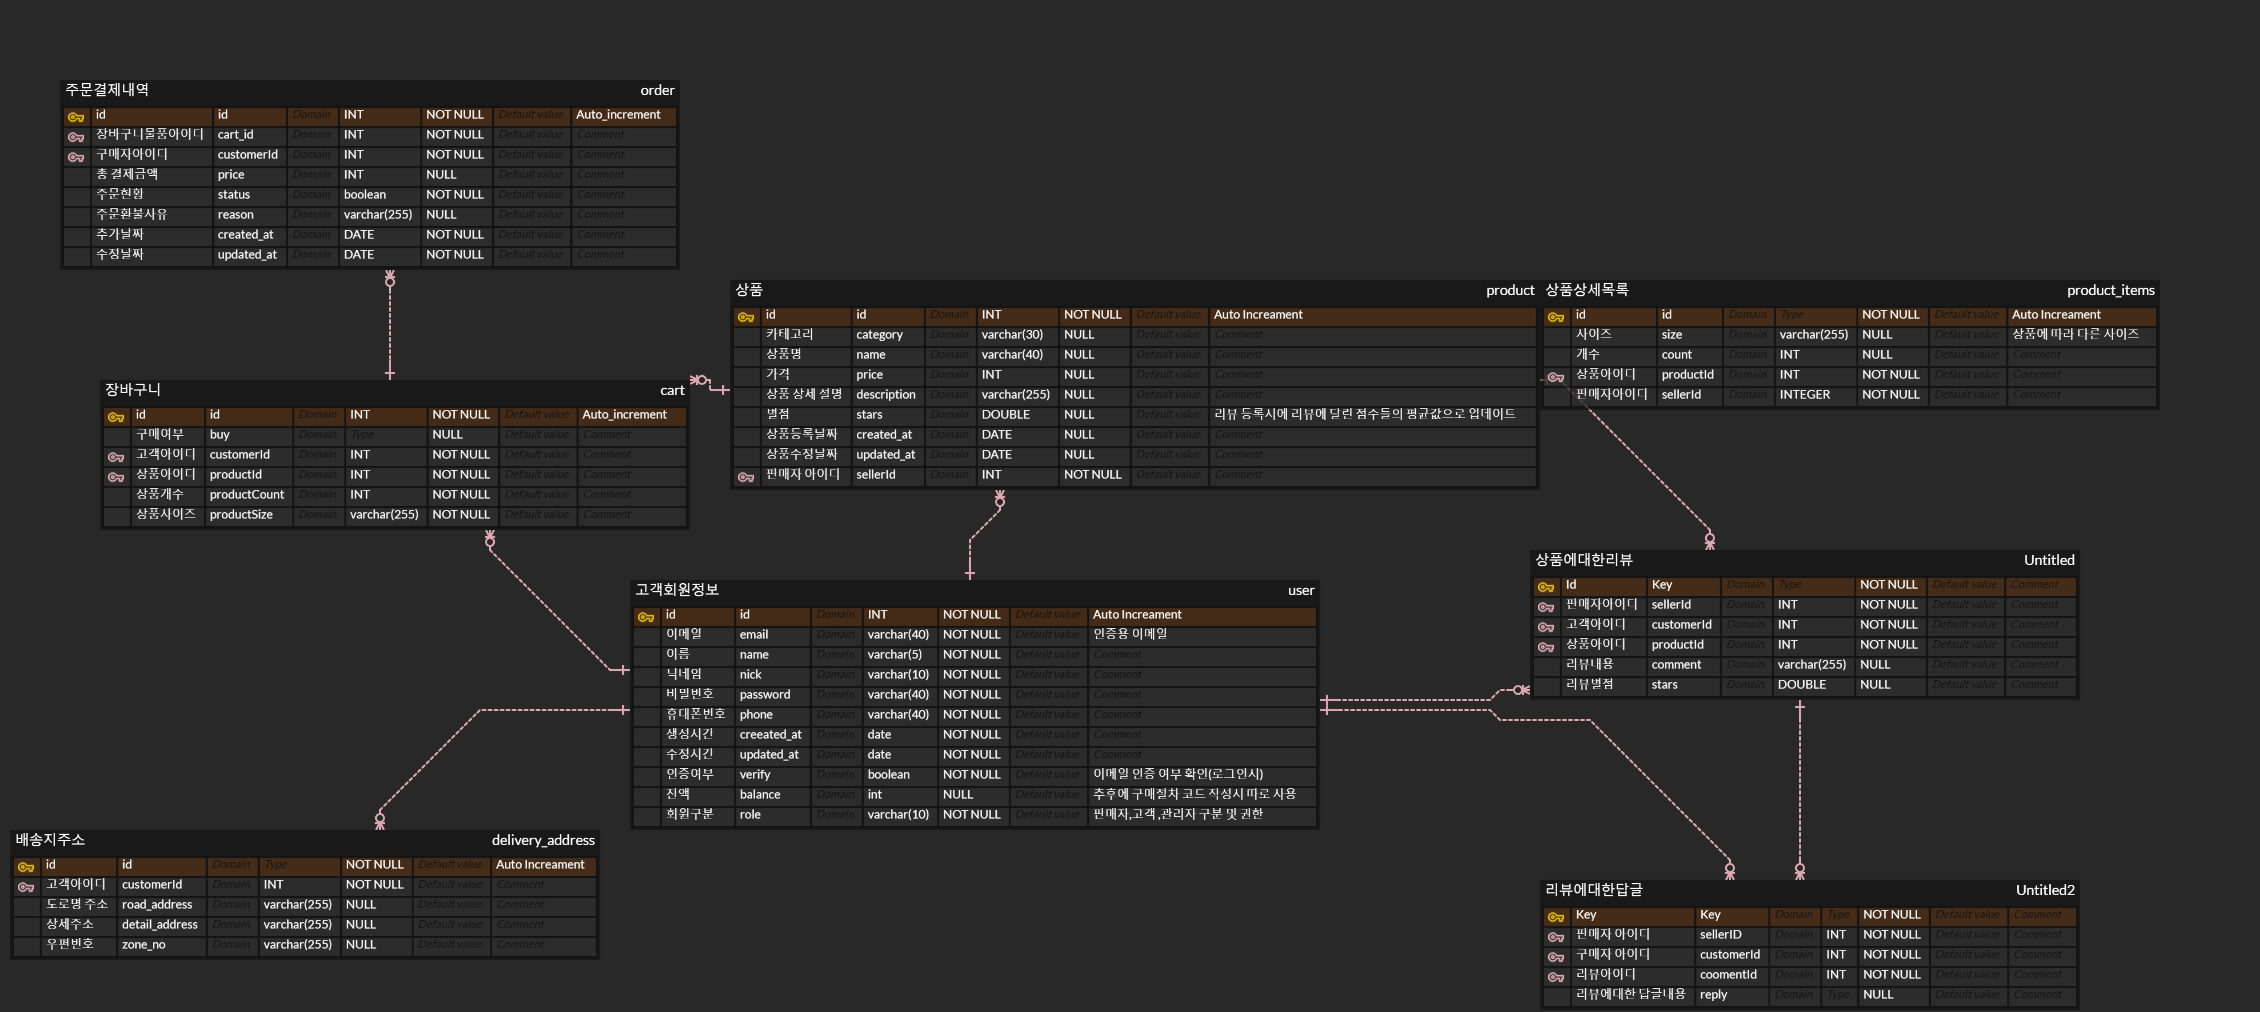 주문결제내역 order
id id Domain INT NOT NULL Default value Auto_increment
장바구니물품아이디 cart_id Domain INT NOT NULL Default value Comment
구매자아이디 customerId Domain INT NOT NULL Default value Comment
총 결제금액 price Domain INT NULL Default value Comment
주문현황 status Domain boolean NOT NULL Default value Comment
주문환불사유 reason Domain varchar(255) NULL Default value Comment
추가날짜 created_at Domain DATE NOT NULL Default value Comment
수정날짜 updated_at Domain DATE NOT NULL Default value Comment
장바구니 cart
id id Domain INT NOT NULL Default value Auto_increment
구매여부 buy Domain Type NULL Default value Comment
고객아이디 customerId Domain INT NOT NULL Default value Comment
상품아이디 productId Domain INT NOT NULL Default value Comment
상품개수 productCount Domain INT NOT NULL Default value Comment
상품사이즈 productSize Domain varchar(255) NOT NULL Default value Comment
상품 product
id id Domain INT NOT NULL Default value Auto Increament
카테고리 category Domain varchar(30) NULL Default value Comment
상품명 name Domain varchar(40) NULL Default value Comment
가격 price Domain INT NULL Default value Comment
상품 상세 설명 description Domain varchar(255) NULL Default value Comment
별점 stars Domain DOUBLE NULL Default value 리뷰 등록시에 리뷰에 달린 점수들의 평균값으로 업데이트
상품등록날짜 created_at Domain DATE NULL Default value Comment
상품수정날짜 updated_at Domain DATE NULL Default value Comment
판매자 아이디 sellerId Domain INT NOT NULL Default value Comment
상품상세목록 product_items
id id Domain Type NOT NULL Default value Auto Increament
사이즈 size Domain varchar(255) NULL Default value 상품에 따라 다른 사이즈
개수 count Domain INT NULL Default value Comment
상품아이디 productId Domain INT NOT NULL Default value Comment
판매자아이디 sellerId Domain INTEGER NOT NULL Default value Comment
고객회원정보 user
id id Domain INT NOT NULL Default value Auto Increament
이메일 email Domain varchar(40) NOT NULL Default value 인증용 이메일
이름 name Domain varchar(5) NOT NULL Default value Comment
닉네임 nick Domain varchar(10) NOT NULL Default value Comment
비밀번호 password Domain varchar(40) NOT NULL Default value Comment
휴대폰번호 phone Domain varchar(40) NOT NULL Default value Comment
생성시간 creeated_at Domain date NOT NULL Default value Comment
수정시간 updated_at Domain date NOT NULL Default value Comment
인증여부 verify Domain boolean NOT NULL Default value 이메일 인증 여부 확인(로그인시)
잔액 balance Domain int NULL Default value 추후에 구매절차 코드 작성시 따로 사용
회원구분 role Domain varchar(10) NOT NULL Default value 판매자,고객,관리자 구분 및 권한
상품에대한리뷰 Untitled
Id Key Domain Type NOT NULL Default value Comment
판매자아이디 sellerId Domain INT NOT NULL Default value Comment
고객아이디 customerId Domain INT NOT NULL Default value Comment
상품아이디 productId Domain INT NOT NULL Default value Comment
리뷰내용 comment Domain varchar(255) NULL Default value Comment
리뷰별점 stars Domain DOUBLE NULL Default value Comment
배송지주소 delivery_address
id id Domain Type NOT NULL Default value Auto Increament
고객아이디 customerId Domain INT NOT NULL Default value Comment
도로명 주소 road_address Domain varchar(255) NULL Default value Comment
상세주소 detail_address Domain varchar(255) NULL Default value Comment
우편번호 zone_no Domain varchar(255) NULL Default value Comment
리뷰에대한답글 Untitled2
Key Key Domain Type NOT NULL Default value Comment
판매자 아이디 sellerID Domain INT NOT NULL Default value Comment
구매자 아이디 customerId Domain INT NOT NULL Default value Comment
리뷰아이디 coomentId Domain INT NOT NULL Default value Comment
리뷰에대한 답글내용 reply Domain Type NULL Default value Comment